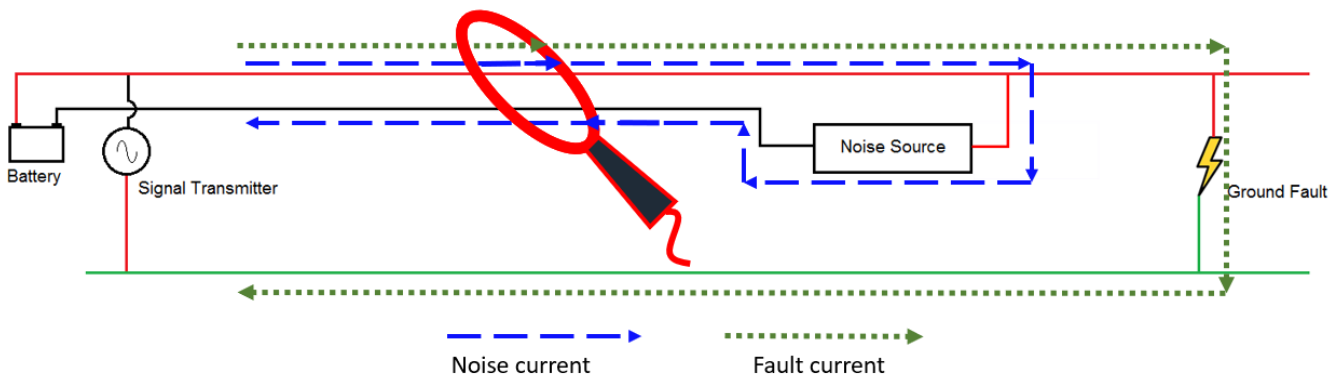 Noise Source
Battery
Signal Transmitter
Ground Fault
Noise current
Fault current